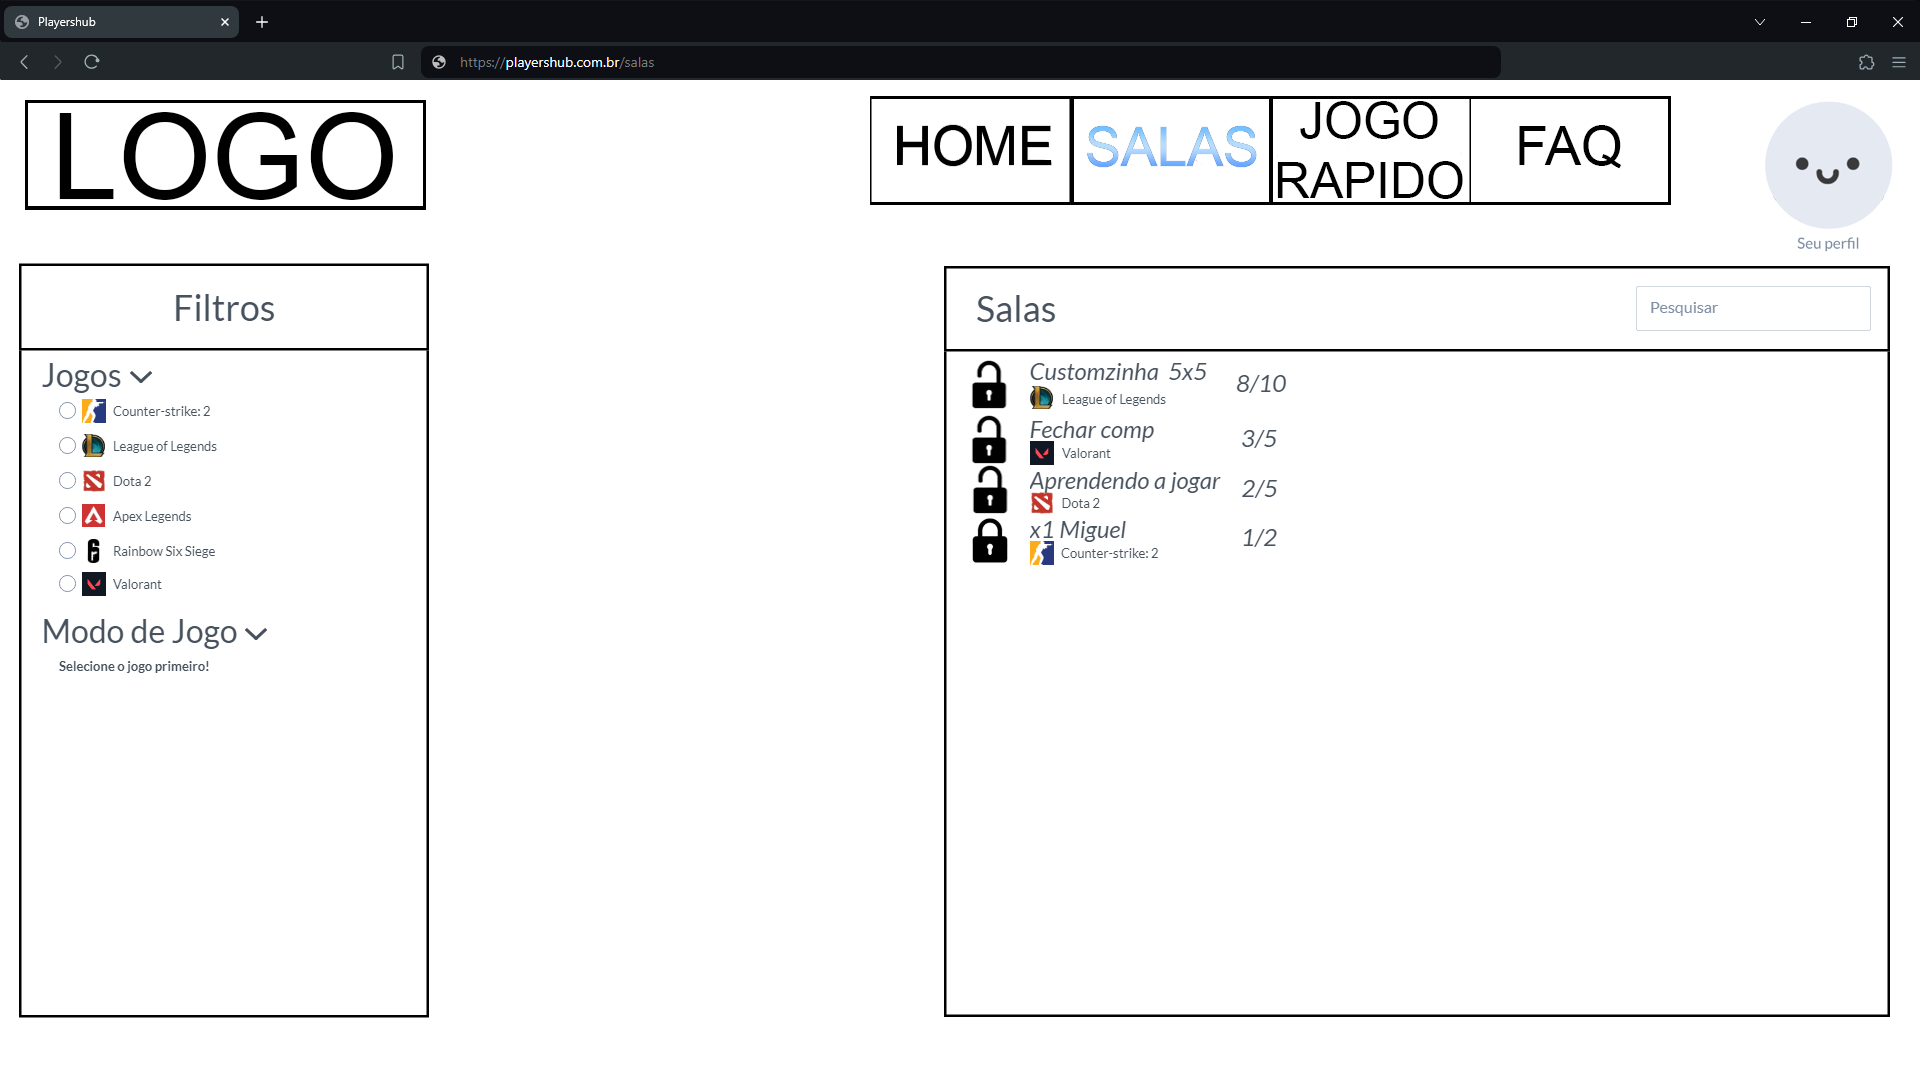 Playershub
https://playershub.com.br/salas
LOGO
HOME
SALAS
JOGO
RAPIDO
FAQ
Seu perfil
Filtros
Jogos
Counter-strike: 2
League of Legends
Dota 2
Apex Legends
Rainbow Six Siege
Valorant
Modo de Jogo
Selecione o jogo primeiro!
Salas
Pesquisar
Customzinha 5x5
8/10
League of Legends
Fechar comp
3/5
Valorant
Aprendendo a jogar
2/5
Dota 2
x1 Miguel
1/2
Counter-strike: 2